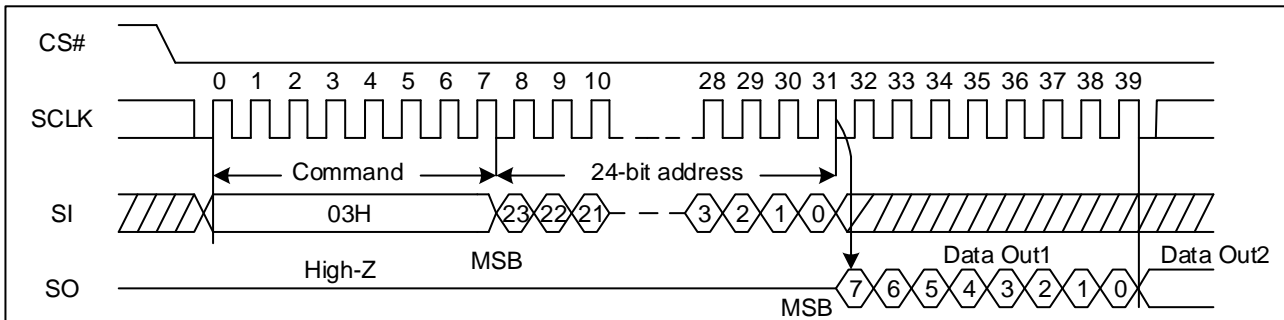 CS#
0 1 2 3 4 5 6 7 8 9 10 28 29 30 31 32 33 34 35 36 37 38 39
SCLK
Command 24-bit address
SI 03H 23 22 21 3 2 1 0
High-Z MSB Data Out1 Data Out2
SO 7 6 5 4 3 2 1 0
MSB